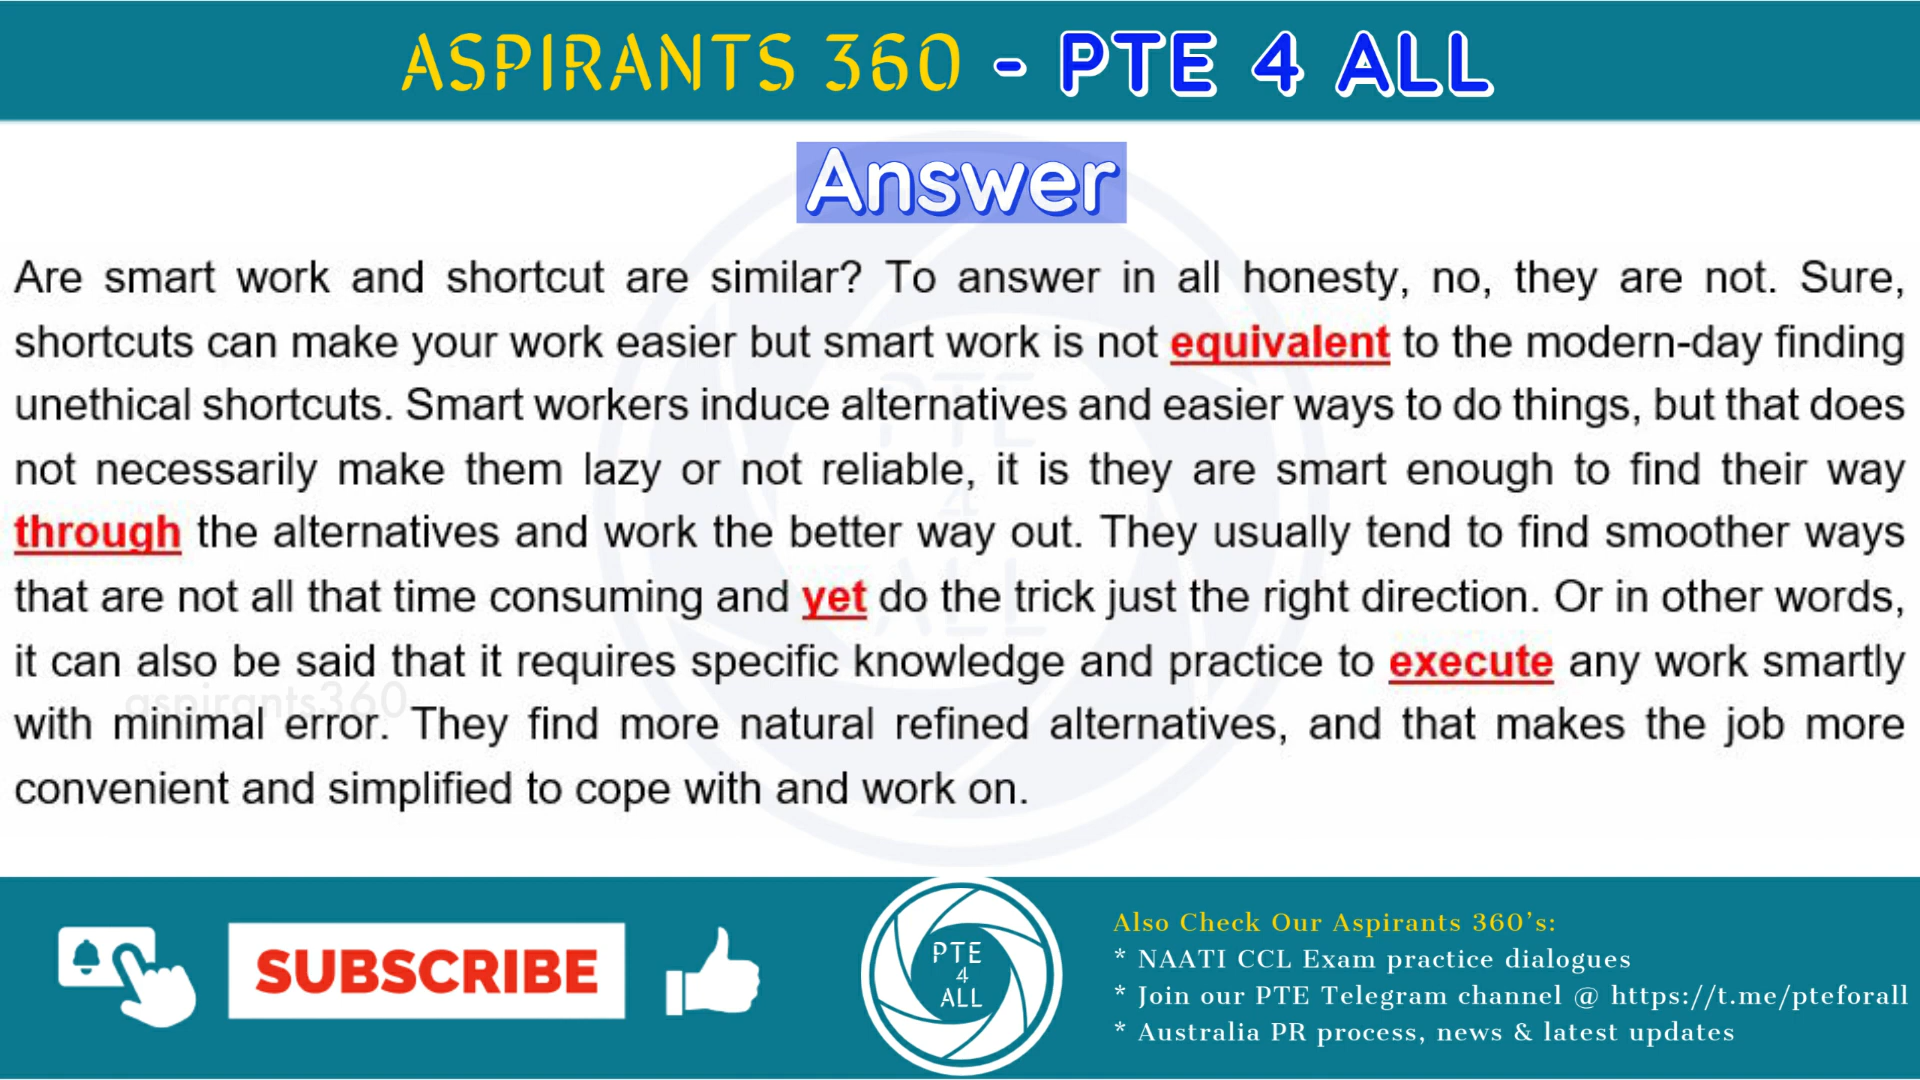 ASPIRANTS 360 - PTE 4 ALL
Answer
Are smart work and shortcut are similar? To answer in all honesty, no, they are not. Sure,
shortcuts can make your work easier but smart work is not equivalent to the modern-day finding
unethical shortcuts. Smart workers induce alternatives and easier ways to do things, but that does
not necessarily make them lazy or not reliable, it is they are smart enough to find their way
through the alternatives and work the better way out. They usually tend to find smoother ways
that are not all that time consuming and yet do the trick just the right direction. Or in other words,
it can also be said that it requires specific knowledge and practice to execute any work smartly
aspirants360
with minimal error. They find more natural refined alternatives, and that makes the job more
convenient and simplified to cope with and work on.
PTE
4
ALL
SUBSCRIBE
PTE
4
ALL
Also Check Our Aspirants 360's:
* NAATI CCL Exam practice dialogues
* Join our PTE Telegram channel @ https://t.me/pteforall
* Australia PR process, news & latest updates